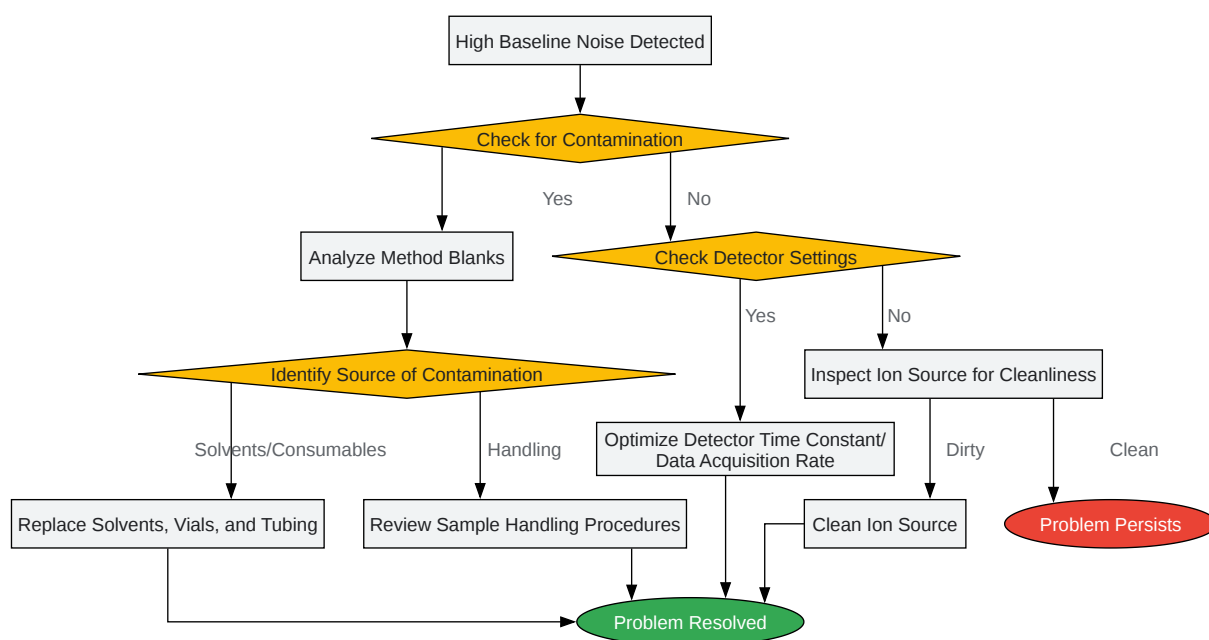 High Baseline Noise Detected
Check for Contamination
Yes
No
Analyze Method Blanks
Check Detector Settings
Yes
No
Identify Source of Contamination
Inspect Ion Source for Cleanliness
Solvents/Consumables
Handling
Optimize Detector Time Constant/
Data Acquisition Rate
Dirty
Clean
Replace Solvents, Vials, and Tubing
Review Sample Handling Procedures
Clean Ion Source
Problem Persists
Problem Resolved